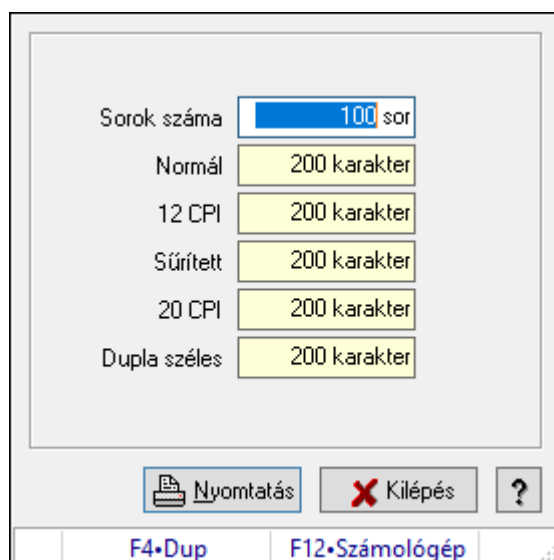 Sorok száma 100 sor
Normál 200 karakter
12 CPI 200 karakter
Sűrített 200 karakter
20 CPI 200 karakter
Dupla széles 200 karakter
Nyomtatás Kilépés ?
F4•Dup F12•Számológép